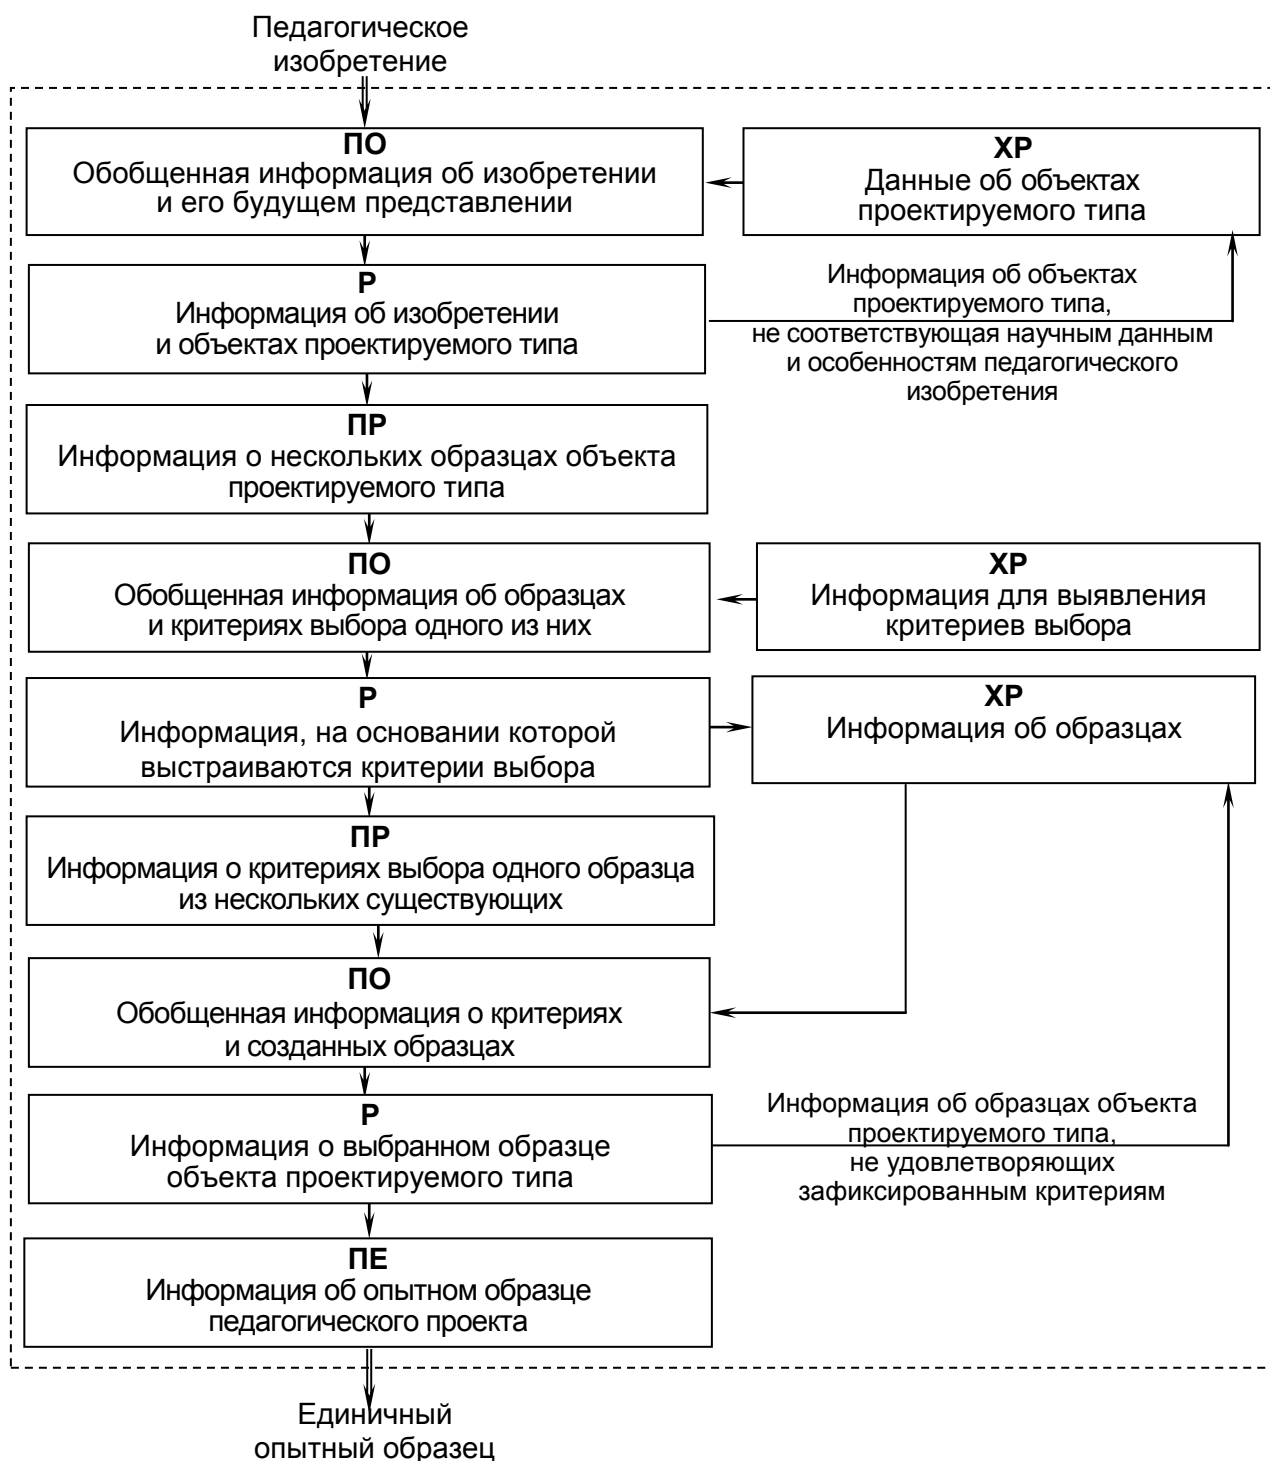 Педагогическое
изобретение
ПО
Обобщенная информация об изобретении
и его будущем представлении
ХР
Данные об объектах
проектируемого типа
Р
Информация об изобретении
и объектах проектируемого типа
Информация об объектах
проектируемого типа,
не соответствующая научным данным
и особенностям педагогического
изобретения
ПР
Информация о нескольких образцах объекта
проектируемого типа
ПО
Обобщенная информация об образцах
и критериях выбора одного из них
ХР
Информация для выявления
критериев выбора
Р
Информация, на основании которой
выстраиваются критерии выбора
ХР
Информация об образцах
ПР
Информация о критериях выбора одного образца
из нескольких существующих
ПО
Обобщенная информация о критериях
и созданных образцах
Р
Информация о выбранном образце
объекта проектируемого типа
Информация об образцах объекта
проектируемого типа,
не удовлетворяющих
зафиксированным критериям
ПЕ
Информация об опытном образце
педагогического проекта
Единичный
опытный образец